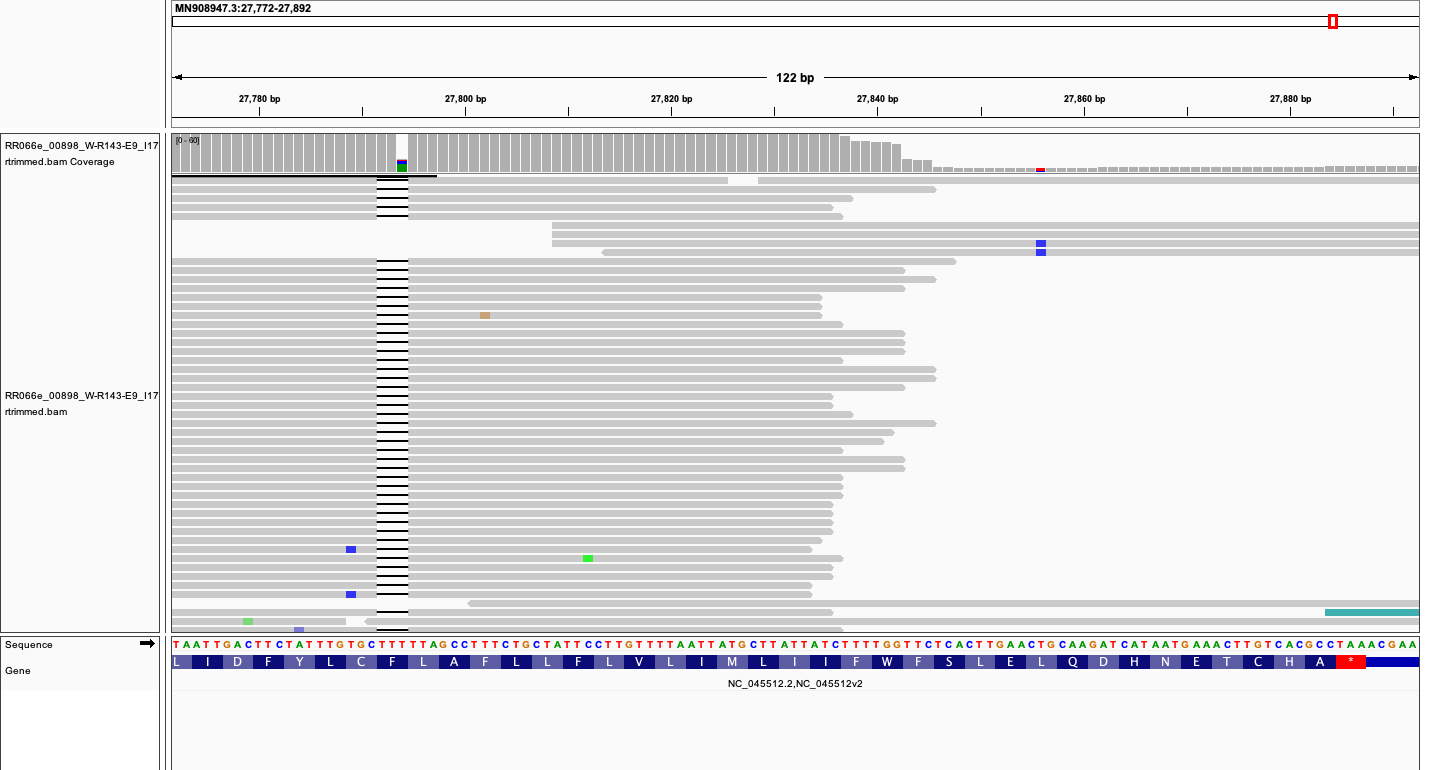 MN908947.3:27,772-27,892
122 bp
27,780 bp 27,800 bp 27,820 bp 27,840 bp 27,860 bp 27,880 bp
RR066e_00898_W-R143-E9_I17
rtrimmed.bam Coverage
[0 - 60]
RR066e_00898_W-R143-E9_I17
rtrimmed.bam
Sequence T A A T T G A C T T C T A T T T G T G C T T T T T A G C C T T T C T G C T A T T C C T T G T T T T A A T T A T G C T T A T T A T C T T T T G G T T C T C A C T T G A A C T G C A A G A T C A T A A T G A A A C T T G T C A C G C C T A A A C G A A
Gene L I D F Y L C F L A F L L F L V L I M L I I F W F S L E L Q D H N E T C H A *
NC_045512.2,NC_045512v2